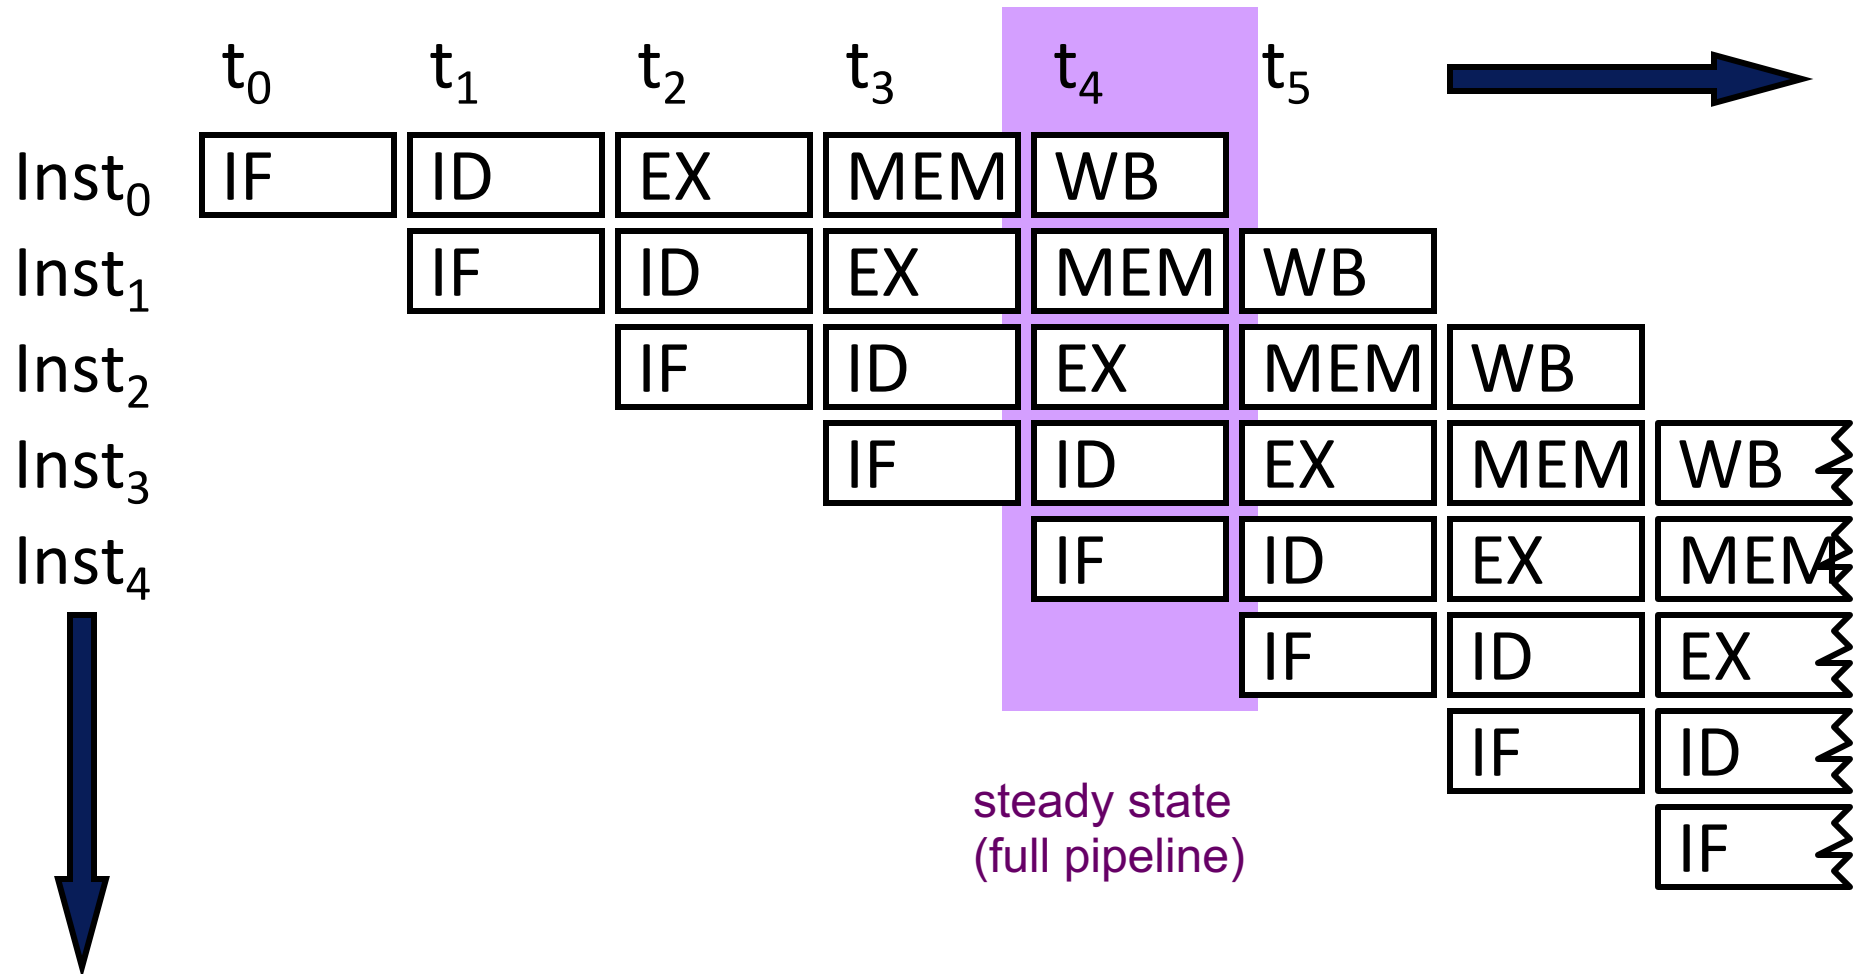 t₀ t₁ t₂ t₃ t₄ t₅
Inst₀ IF ID EX MEM WB
Inst₁ IF ID EX MEM WB
Inst₂ IF ID EX MEM WB
Inst₃ IF ID EX MEM WB
Inst₄ IF ID EX MEM
IF ID EX
IF ID
IF
steady state
(full pipeline)